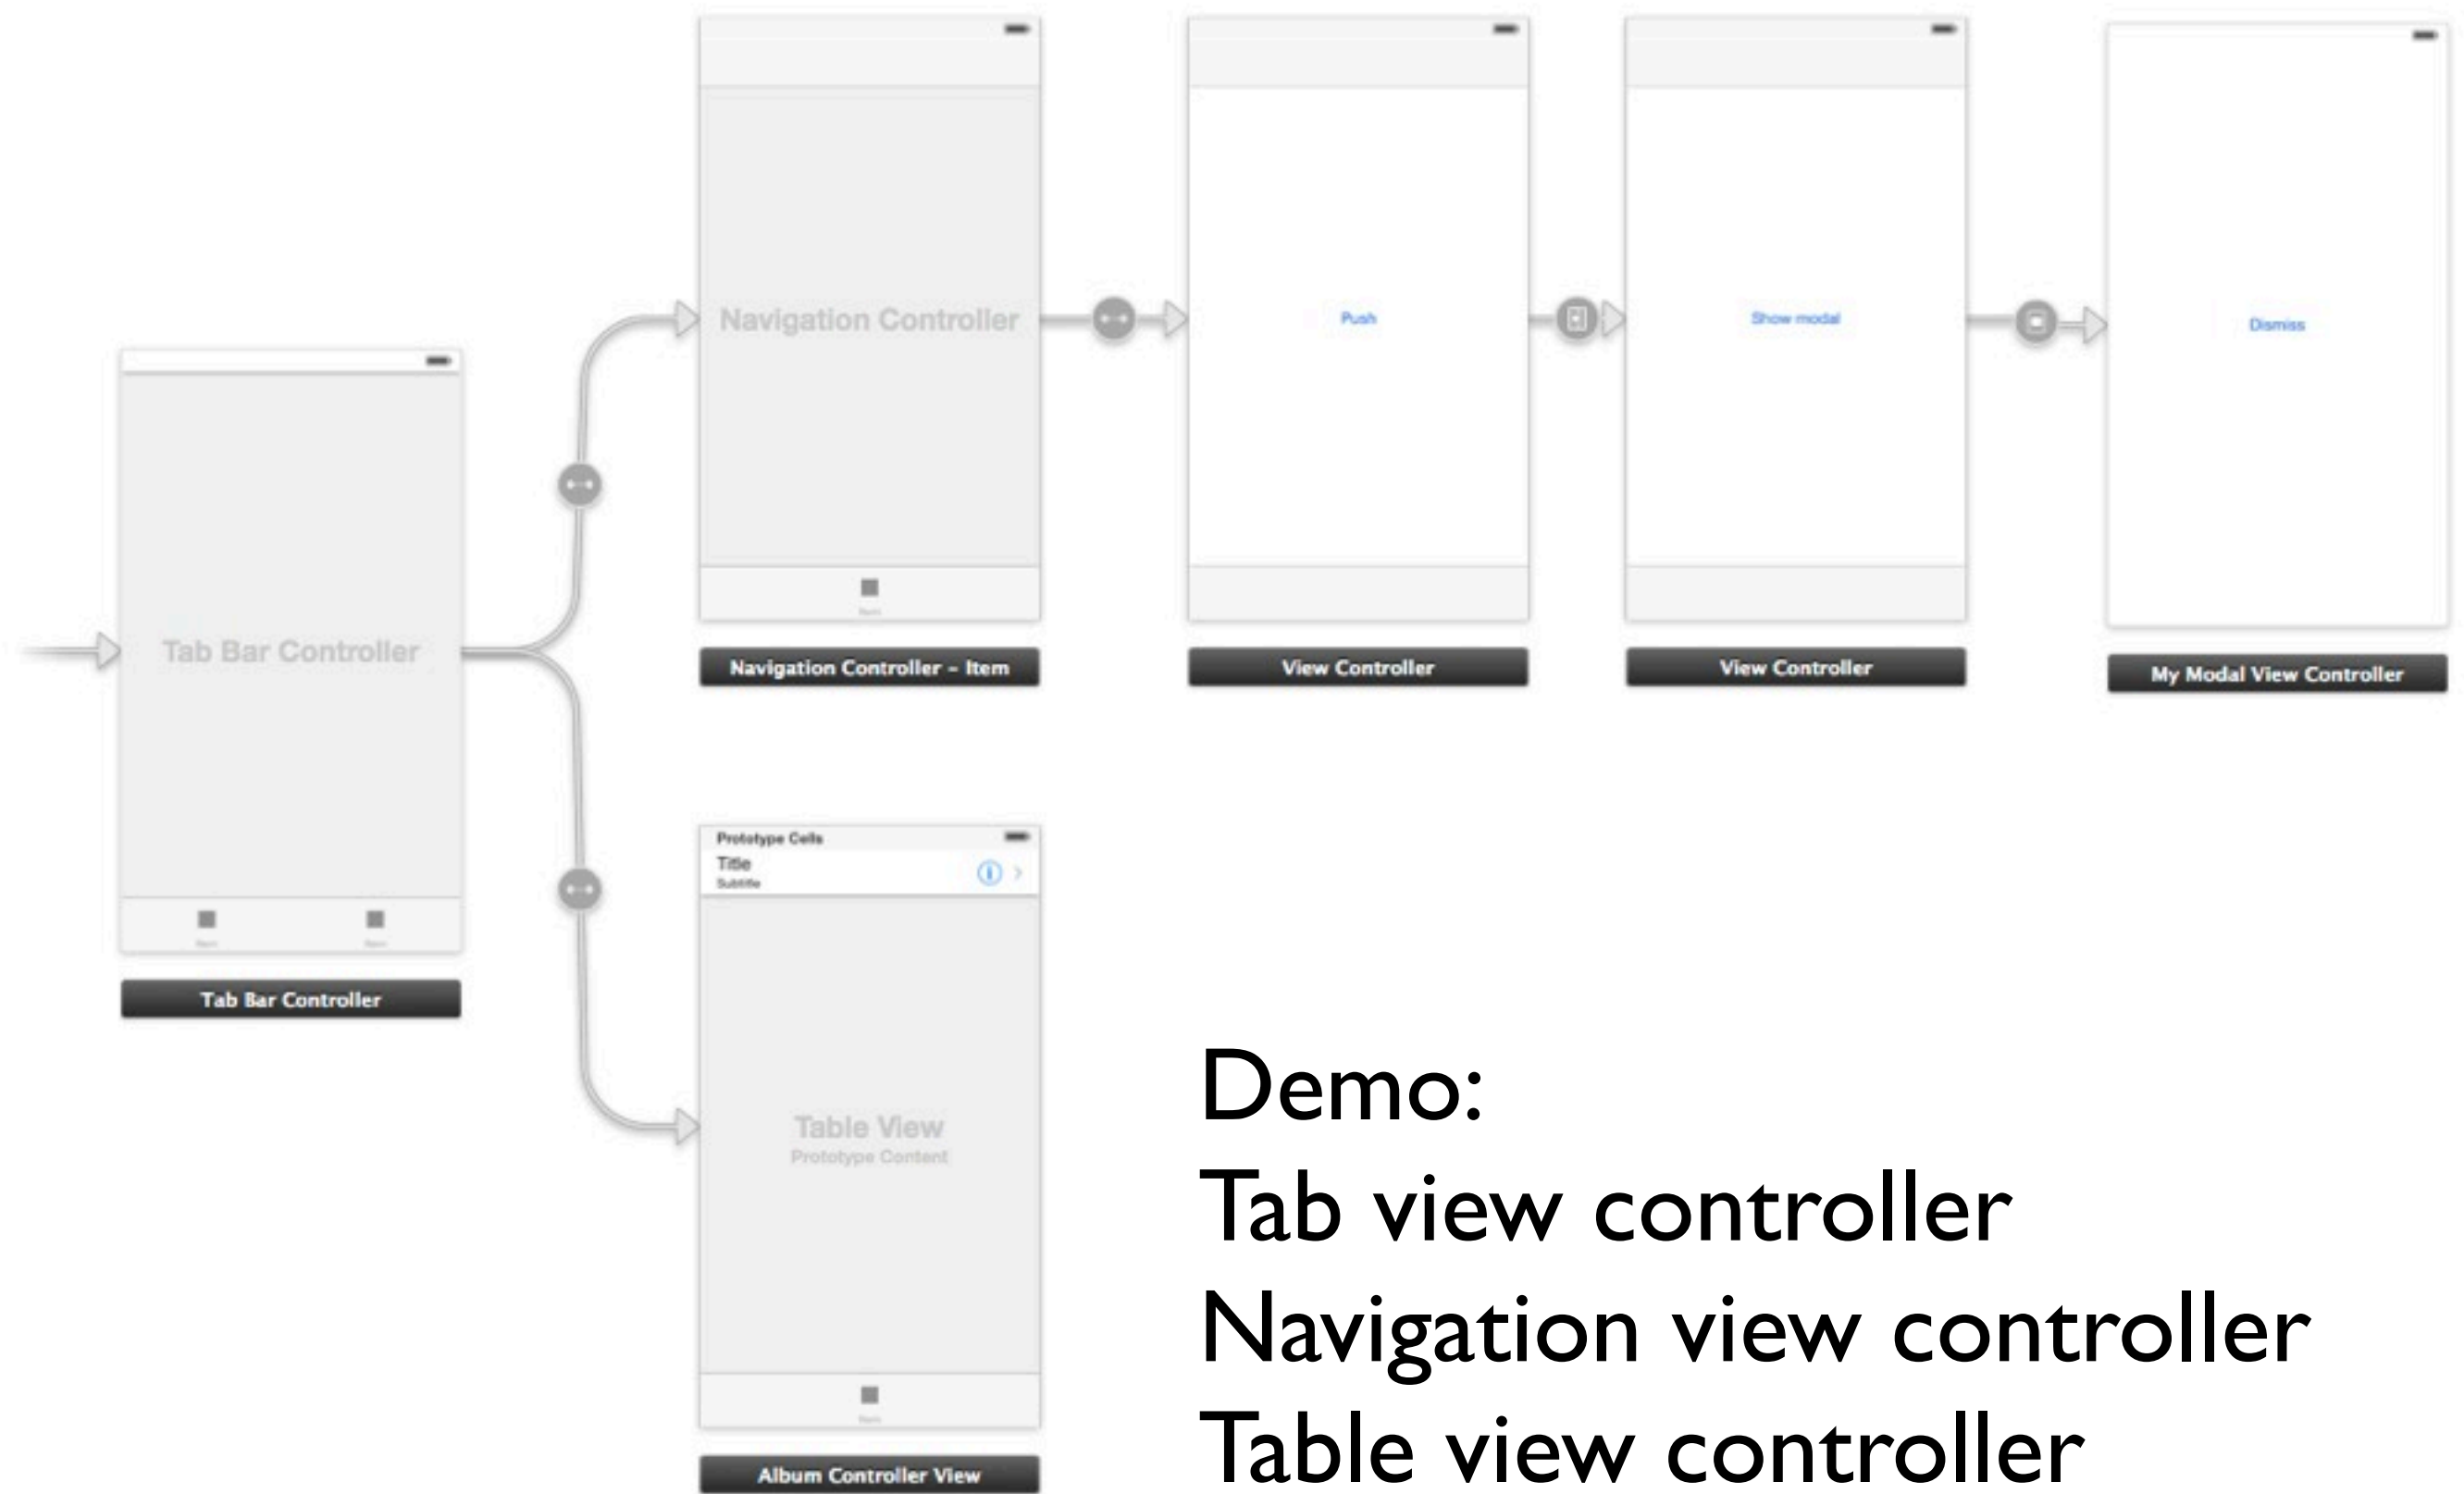 Navigation Controller
Push
Show modal
Dismiss
Tab Bar Controller
Navigation Controller – Item
View Controller
View Controller
My Modal View Controller
Prototype Cells
Title
Subtitle
Tab Bar Controller
Table View
Prototype Content
Album Controller View
Demo:
Tab view controller
Navigation view controller
Table view controller